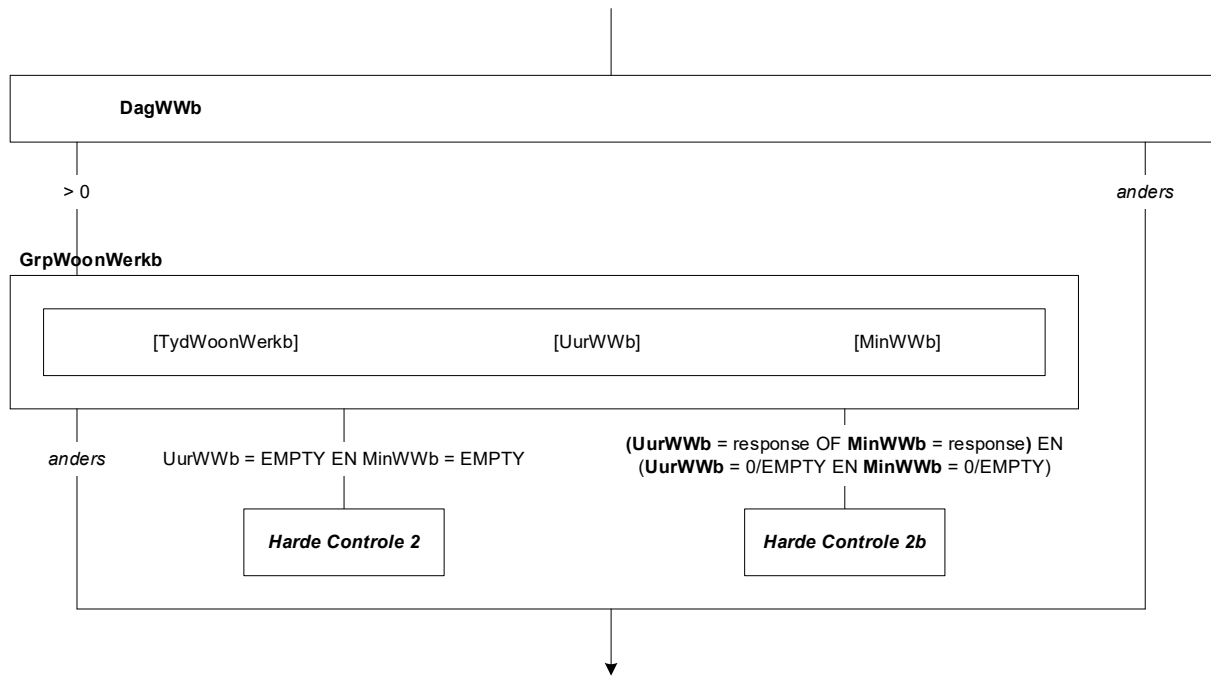 DagWWb
> 0
anders
GrpWoonWerkb
[TydWoonWerkb] [UurWWb] [MinWWb]
anders
UurWWb = EMPTY EN MinWWb = EMPTY
(UurWWb = response OF MinWWb = response) EN
(UurWWb = 0/EMPTY EN MinWWb = 0/EMPTY)
Harde Controle 2
Harde Controle 2b